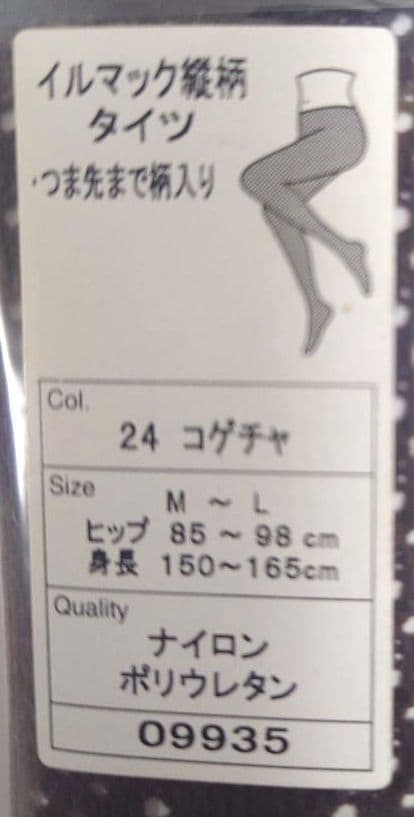 イルマック縦柄
タイツ
・つま先まで柄入り
Col.
24 コゲチャ
Size
M ～ L
ヒップ 85～98cm
身長 150～165cm
Quality
ナイロン
ポリウレタン
09935